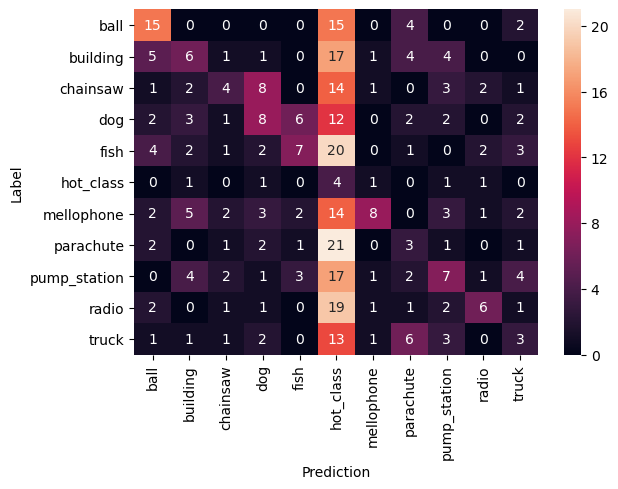 ball 15 0 0 0 0 15 0 4 0 0 2
building 5 6 1 1 0 17 1 4 4 0 0
chainsaw 1 2 4 8 0 14 1 0 3 2 1
dog 2 3 1 8 6 12 0 2 2 0 2
fish 4 2 1 2 7 20 0 1 0 2 3
hot_class 0 1 0 1 0 4 1 0 1 1 0
mellophone 2 5 2 3 2 14 8 0 3 1 2
parachute 2 0 1 2 1 21 0 3 1 0 1
pump_station 0 4 2 1 3 17 1 2 7 1 4
radio 2 0 1 1 0 19 1 1 2 6 1
truck 1 1 1 2 0 13 1 6 3 0 3
Label
ball building chainsaw dog fish hot_class mellophone parachute pump_station radio truck
Prediction
20
16
12
8
4
0